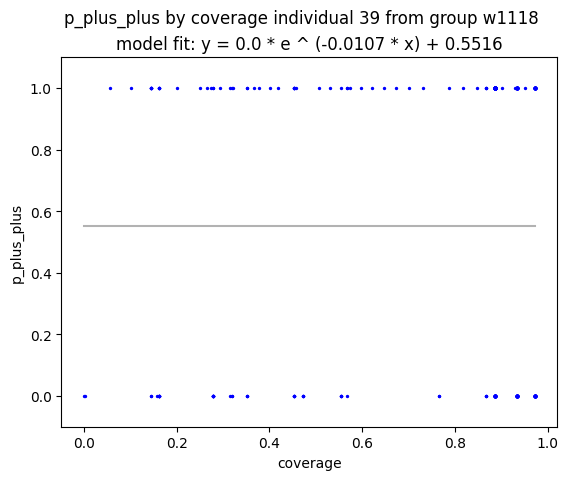 p_plus_plus by coverage individual 39 from group w1118
model fit: y = 0.0 * e ^ (-0.0107 * x) + 0.5516
p_plus_plus
1.0
0.8
0.6
0.4
0.2
0.0
0.0 0.2 0.4 0.6 0.8 1.0
coverage